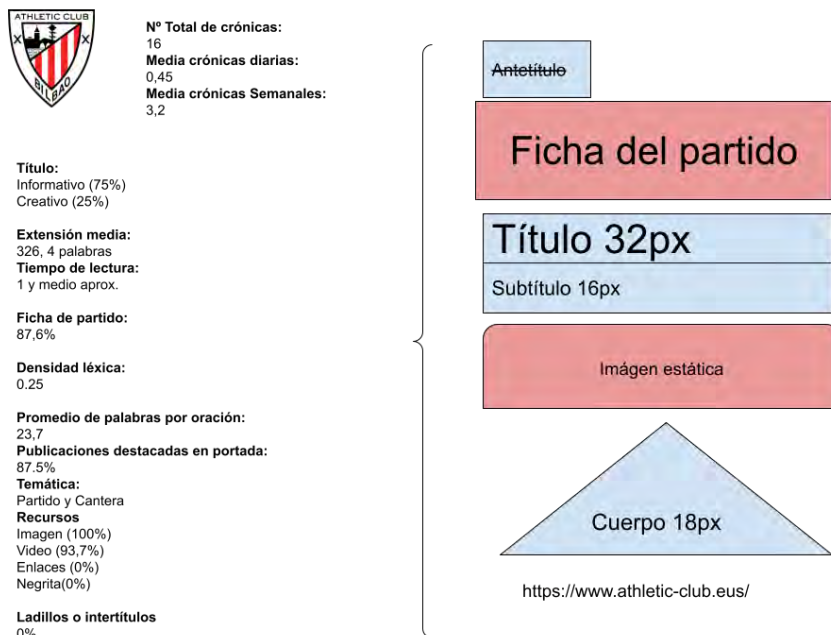 ATHLETIC CLUB
BILBAO
Nº Total de crónicas:
16
Media crónicas diarias:
0,45
Media crónicas Semanales:
3,2
Título:
Informativo (75%)
Creativo (25%)
Extensión media:
326, 4 palabras
Tiempo de lectura:
1 y medio aprox.
Ficha de partido:
87,6%
Densidad léxica:
0.25
Promedio de palabras por oración:
23,7
Publicaciones destacadas en portada:
87.5%
Temática:
Partido y Cantera
Recursos
Imagen (100%)
Video (93,7%)
Enlaces (0%)
Negrita(0%)
Ladillos o intertítulos
0%
Antetítulo
Ficha del partido
Título 32px
Subtítulo 16px
Imágen estática
Cuerpo 18px
https://www.athletic-club.eus/